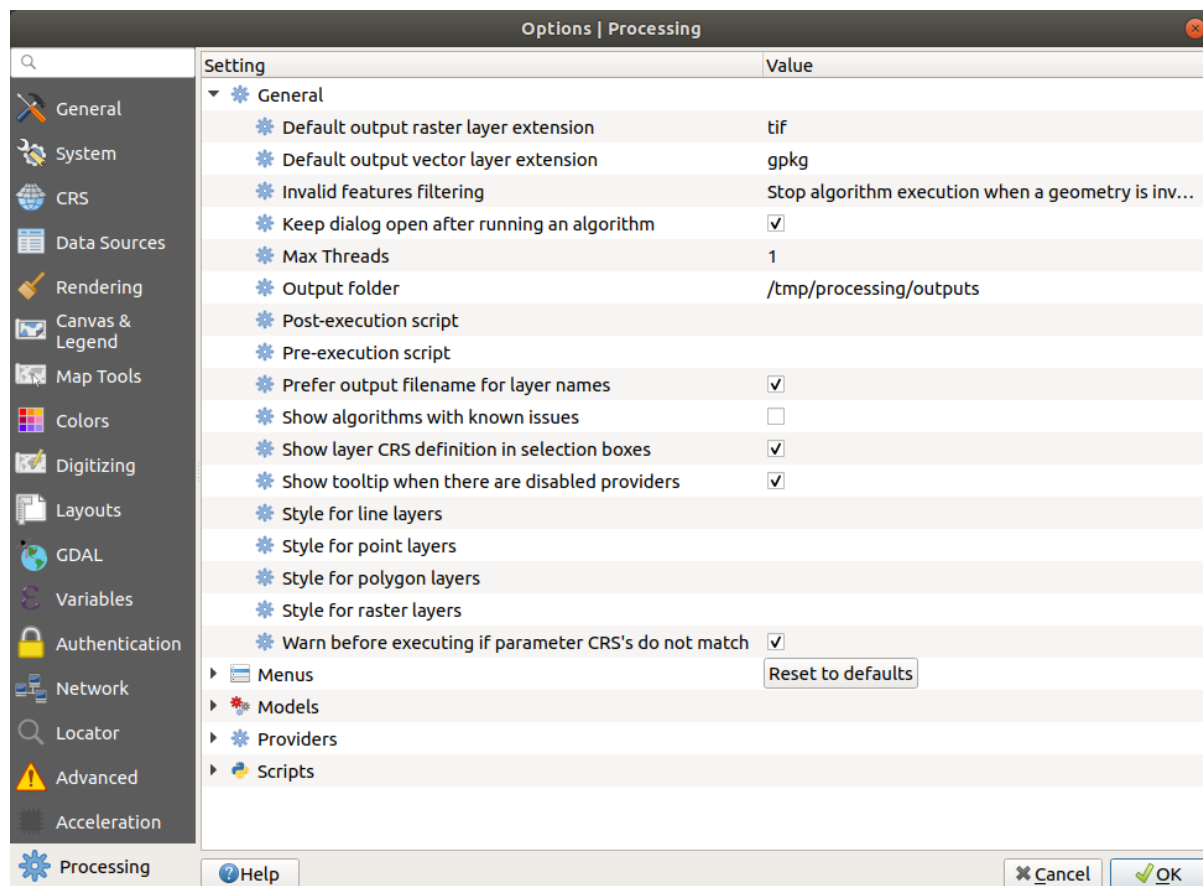 Options | Processing
Setting Value
General
General
Default output raster layer extension tif
System
Default output vector layer extension gpkg
CRS
Invalid features filtering Stop algorithm execution when a geometry is inv...
Keep dialog open after running an algorithm
Data Sources
Max Threads 1
Rendering
Output folder /tmp/processing/outputs
Canvas &
Legend
Post-execution script
Pre-execution script
Map Tools
Prefer output filename for layer names
Colors
Show algorithms with known issues
Show layer CRS definition in selection boxes
Digitizing
Show tooltip when there are disabled providers
Layouts
Style for line layers
Style for point layers
GDAL
Style for polygon layers
Variables
Style for raster layers
Authentication
Warn before executing if parameter CRS's do not match
Menus Reset to defaults
Network
Models
Locator
Providers
Advanced
Scripts
Acceleration
Processing
Help Cancel OK